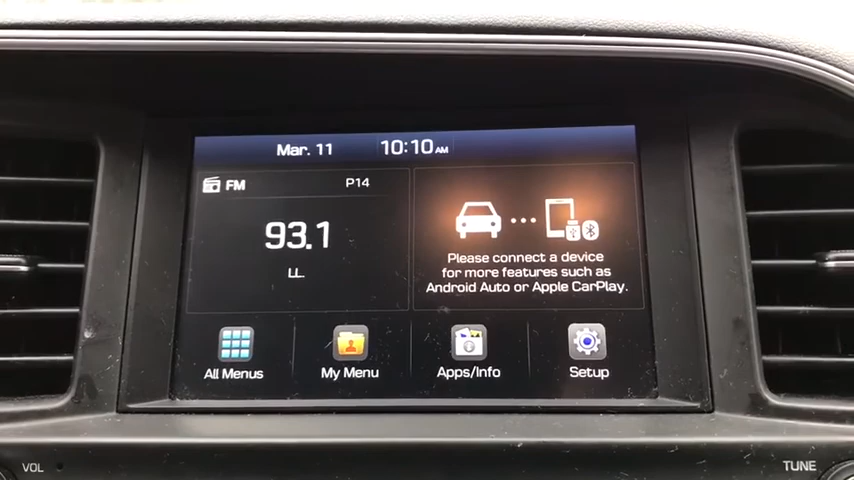 Mar. 11 10:10 AM
FM P14
93.1
LL
Please connect a device
for more features such as
Android Auto or Apple CarPlay.
All Menus My Menu Apps/Info Setup
VOL TUNE